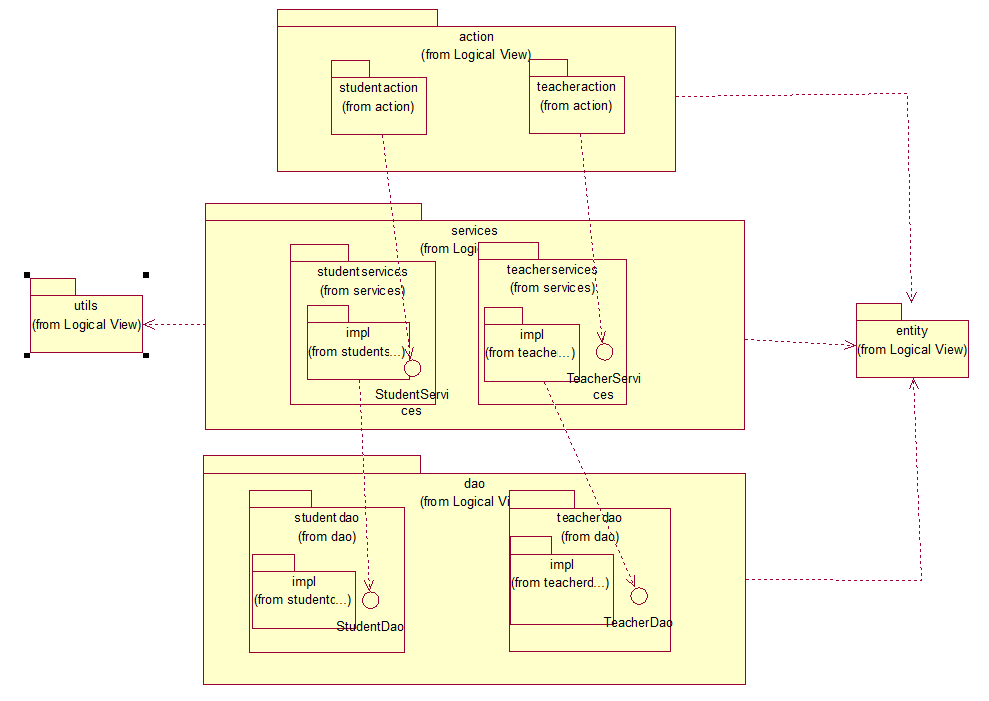 action
(from Logical View)
studentaction
(from action)
teacheraction
(from action)
services
(from Logi
studentservices
(from services)
teacherservices
(from services)
impl
(from students...)
StudentServi
ces
impl
(from teache...)
TeacherServi
ces
utils
(from Logical View)
entity
(from Logical View)
dao
(from Logical Vi
studentdao
(from dao)
teacherdao
(from dao)
impl
(from studentc...)
StudentDao
impl
(from teacherd...)
TeacherDao